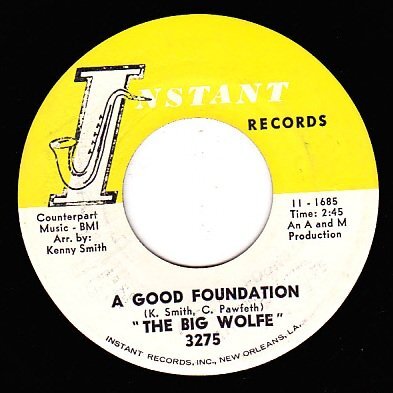 INSTANT
RECORDS
Counterpart
Music - BMI
Arr. by:
Kenny Smith
11 - 1685
Time: 2:45
An A and M
Production
A GOOD FOUNDATION
(K. Smith, C. Pawfeth)
"THE BIG WOLFE"
3275
INSTANT RECORDS, INC., NEW ORLEANS, LA.